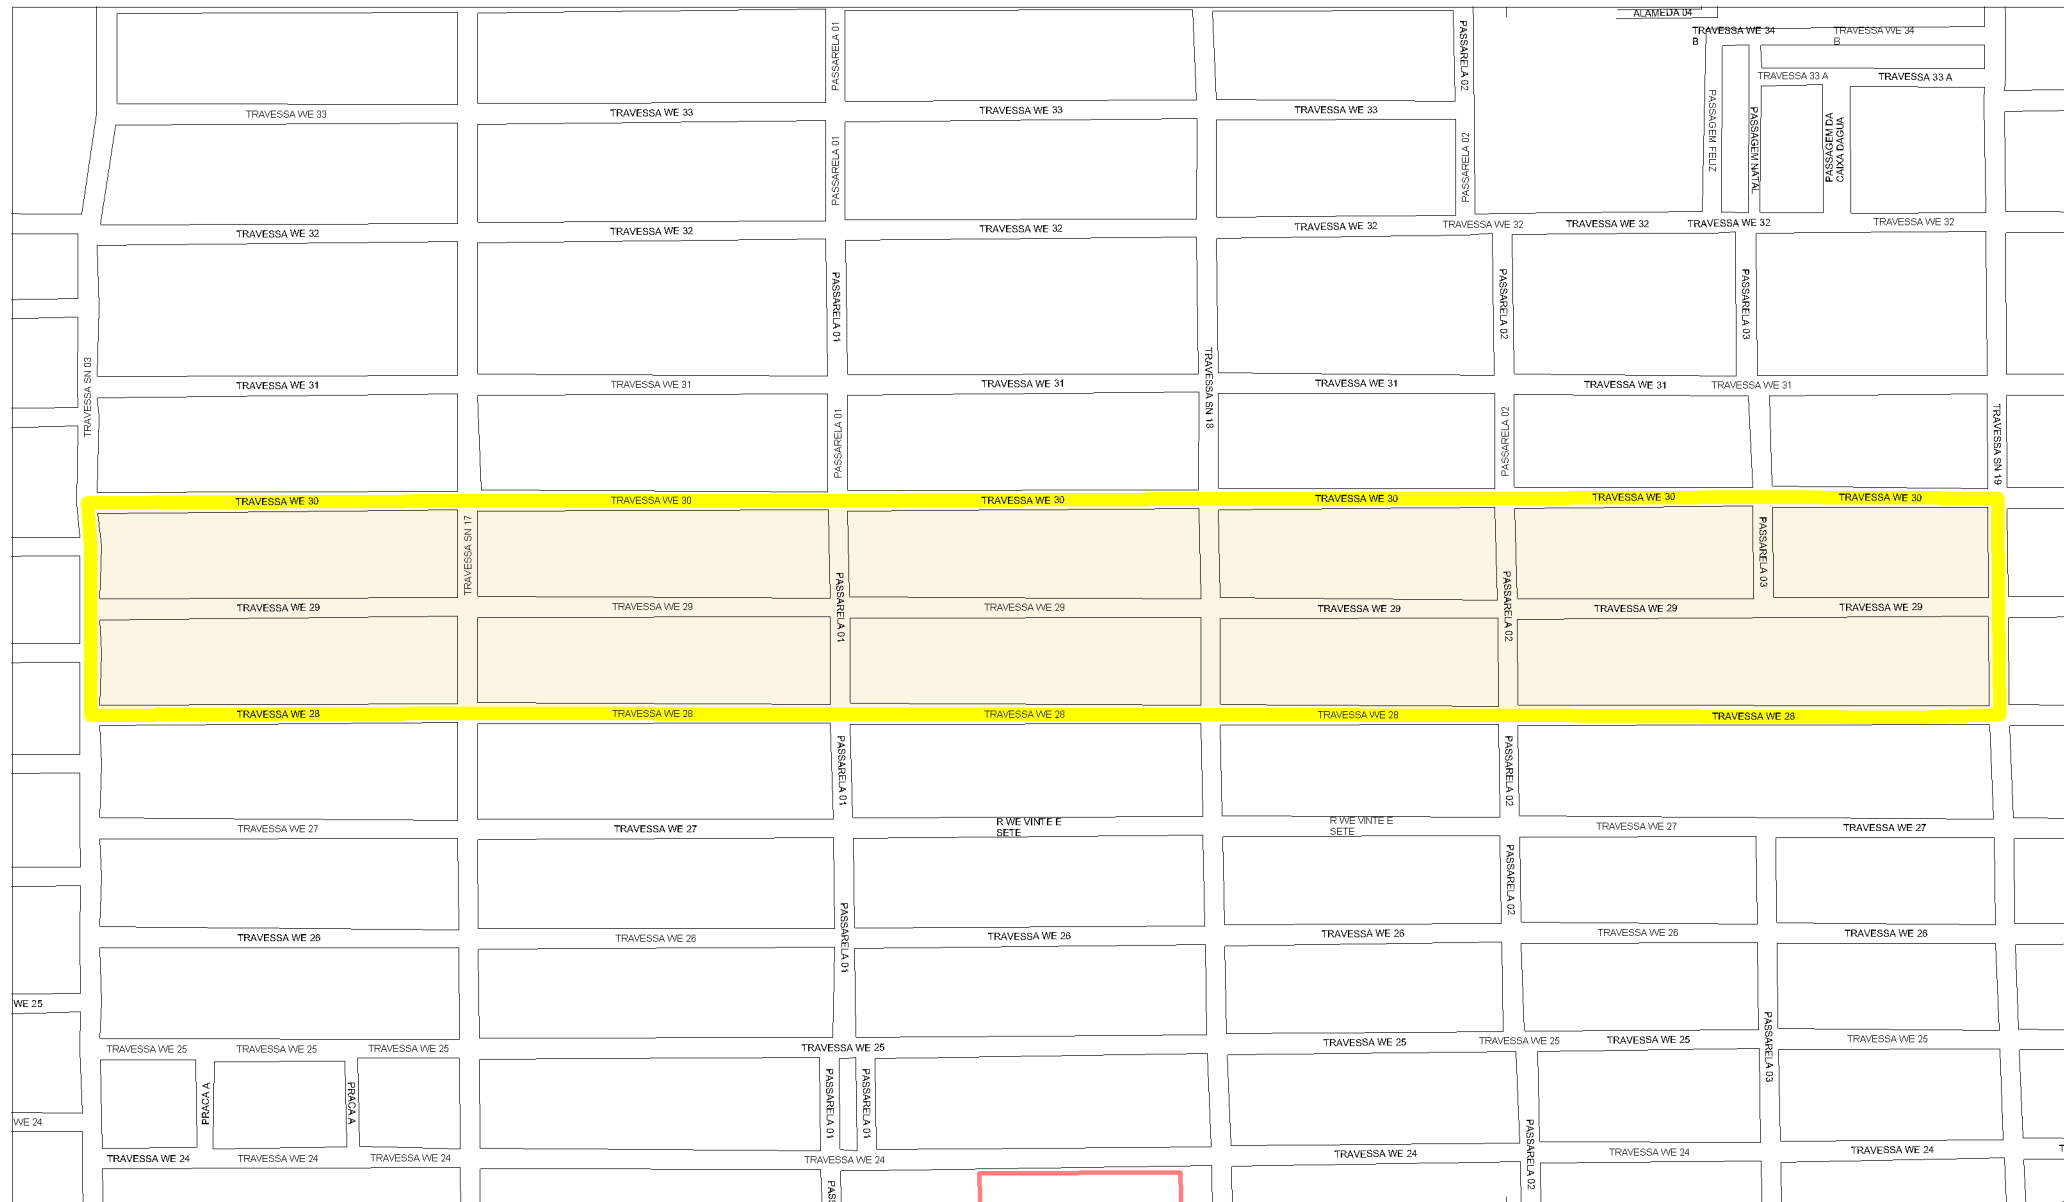 ALAMEDA 04
PASSARELA 01
PASSARELA 02
TRAVESSA WE 34
B
TRAVESSA WE 34
B
TRAVESSA 33 A
TRAVESSA 33 A
TRAVESSA WE 33
TRAVESSA WE 33
TRAVESSA WE 33
TRAVESSA WE 33
PASSARELA 01
PASSARELA 02
PASSAGEM FELIZ
PASSAGEM NATAL
PASSAGEM DA
CAIXA DAGUA
TRAVESSA WE 32
TRAVESSA WE 32
TRAVESSA WE 32
TRAVESSA WE 32
TRAVESSA WE 32
TRAVESSA WE 32
TRAVESSA WE 32
TRAVESSA WE 32
PASSARELA 01
PASSARELA 02
PASSARELA 03
TRAVESSA SN 03
TRAVESSA SN 18
TRAVESSA WE 31
TRAVESSA WE 31
TRAVESSA WE 31
TRAVESSA WE 31
TRAVESSA WE 31
TRAVESSA WE 31
PASSARELA 01
PASSARELA 02
TRAVESSA SN 19
TRAVESSA WE 30
TRAVESSA WE 30
TRAVESSA WE 30
TRAVESSA WE 30
TRAVESSA WE 30
TRAVESSA WE 30
TRAVESSA SN 17
PASSARELA 01
PASSARELA 02
PASSARELA 03
TRAVESSA WE 29
TRAVESSA WE 29
TRAVESSA WE 29
TRAVESSA WE 29
TRAVESSA WE 29
TRAVESSA WE 29
TRAVESSA WE 28
TRAVESSA WE 28
TRAVESSA WE 28
TRAVESSA WE 28
TRAVESSA WE 28
PASSARELA 01
PASSARELA 02
TRAVESSA WE 27
TRAVESSA WE 27
R WE VINTE E
SETE
R WE VINTE E
SETE
TRAVESSA WE 27
TRAVESSA WE 27
PASSARELA 02
PASSARELA 01
TRAVESSA WE 26
TRAVESSA WE 26
TRAVESSA WE 26
TRAVESSA WE 26
TRAVESSA WE 26
TRAVESSA WE 26
WE 25
PASSARELA 03
TRAVESSA WE 25
TRAVESSA WE 25
TRAVESSA WE 25
TRAVESSA WE 25
TRAVESSA WE 25
TRAVESSA WE 25
TRAVESSA WE 25
TRAVESSA WE 25
PRACA A
PRACA A
PASSARELA 01
PASSARELA 01
WE 24
PASSARELA 02
TRAVESSA WE 24
TRAVESSA WE 24
TRAVESSA WE 24
TRAVESSA WE 24
TRAVESSA WE 24
TRAVESSA WE 24
TRAVESSA WE 24
T
PASS